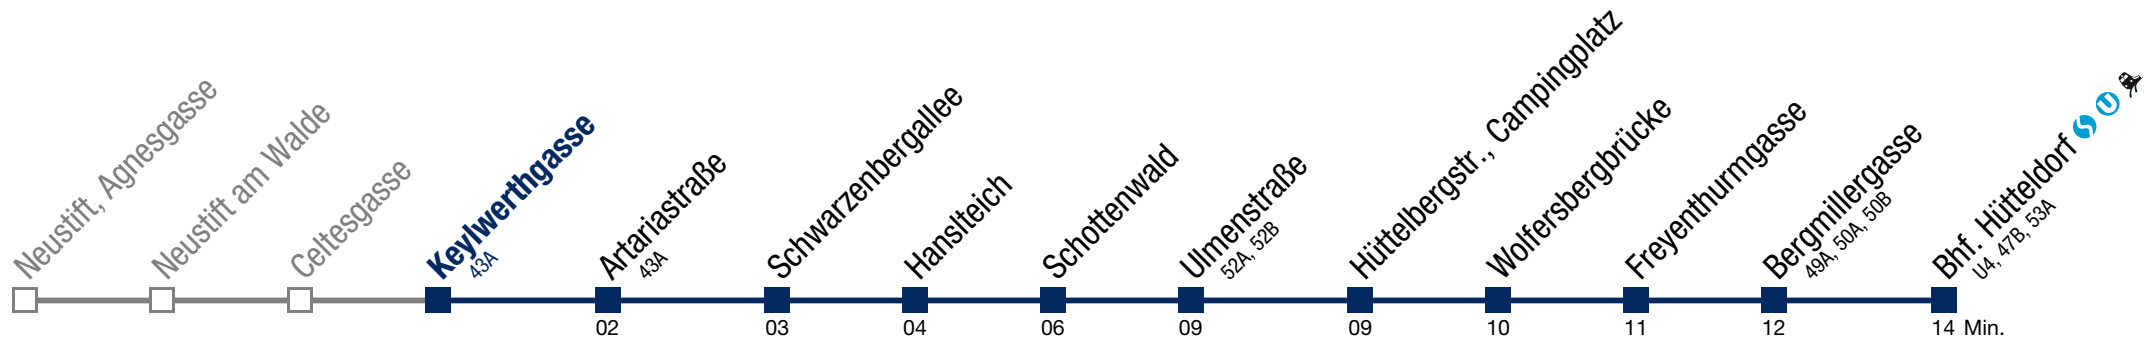 Neustift, Agnesgasse
Neustift am Walde
Celtesgasse
Keylwerthgasse
43A
Artariastraße
43A
Schwarzenbergallee
Hanslteich
Schottenwald
Ulmenstraße
52A, 52B
Hüttelbergstr., Campingplatz
Wolfersbergbrücke
Freyenthurmgasse
Bergmillergasse
49A, 50A, 50B
Bhf. Hütteldorf S U
U4, 47B, 53A
02 03 04 06 09 09 10 11 12 14 Min.